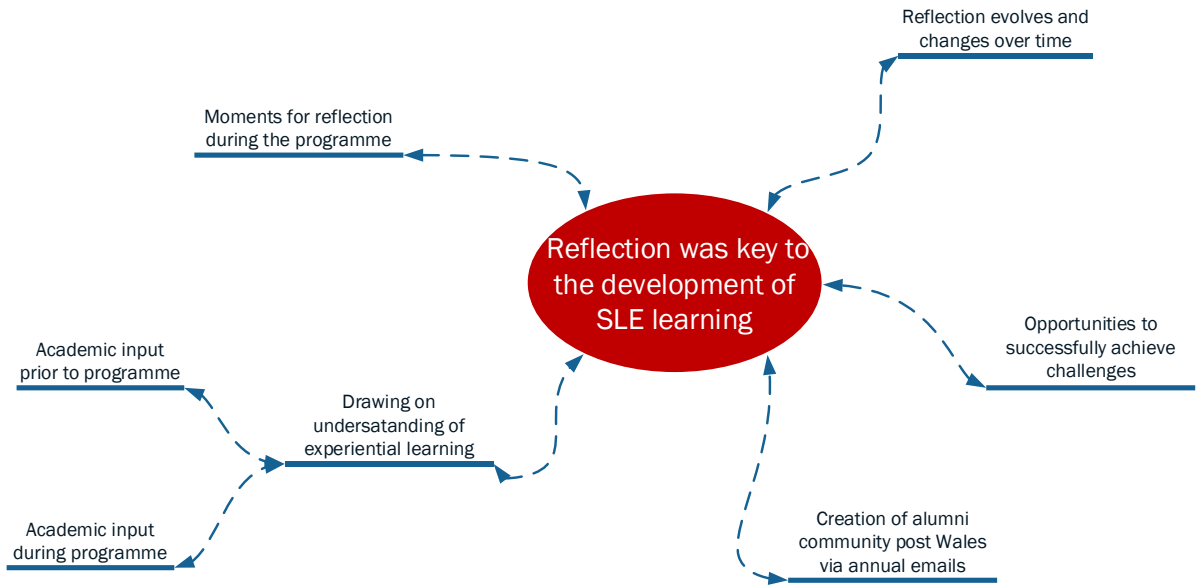 Reflection evolves and
changes over time
Moments for reflection
during the programme
Reflection was key to
the development of
SLE learning
Opportunities to
successfully achieve
challenges
Academic input
prior to programme
Drawing on
undersatanding of
experiential learning
Academic input
during programme
Creation of alumni
community post Wales
via annual emails